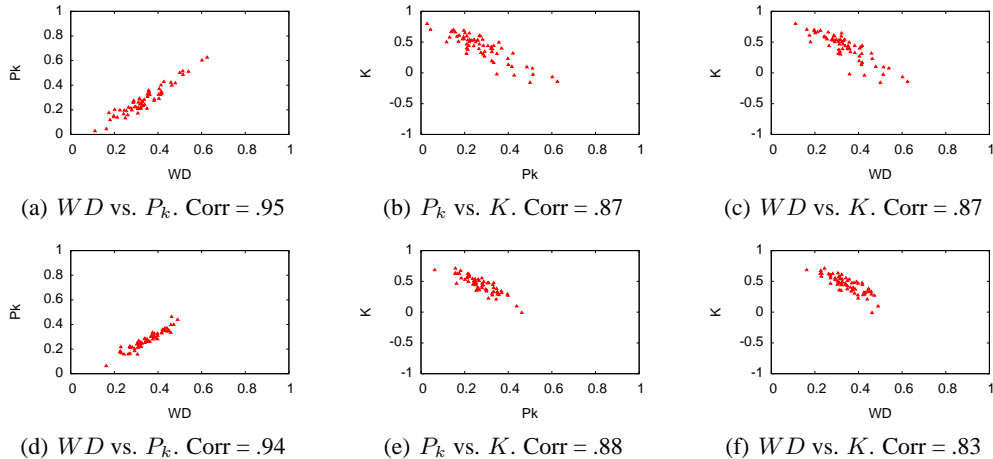 1
0.8
0.6
0.4
0.2
0
0 0.2 0.4 0.6 0.8 1
Pk
WD
(a) WD vs. Pk. Corr = .95
1
0.5
0
-0.5
-1
0 0.2 0.4 0.6 0.8 1
K
Pk
(b) Pk vs. K. Corr = .87
1
0.5
0
-0.5
-1
0 0.2 0.4 0.6 0.8 1
K
WD
(c) WD vs. K. Corr = .87
1
0.8
0.6
0.4
0.2
0
0 0.2 0.4 0.6 0.8 1
Pk
WD
(d) WD vs. Pk. Corr = .94
1
0.5
0
-0.5
-1
0 0.2 0.4 0.6 0.8 1
K
Pk
(e) Pk vs. K. Corr = .88
1
0.5
0
-0.5
-1
0 0.2 0.4 0.6 0.8 1
K
WD
(f) WD vs. K. Corr = .83